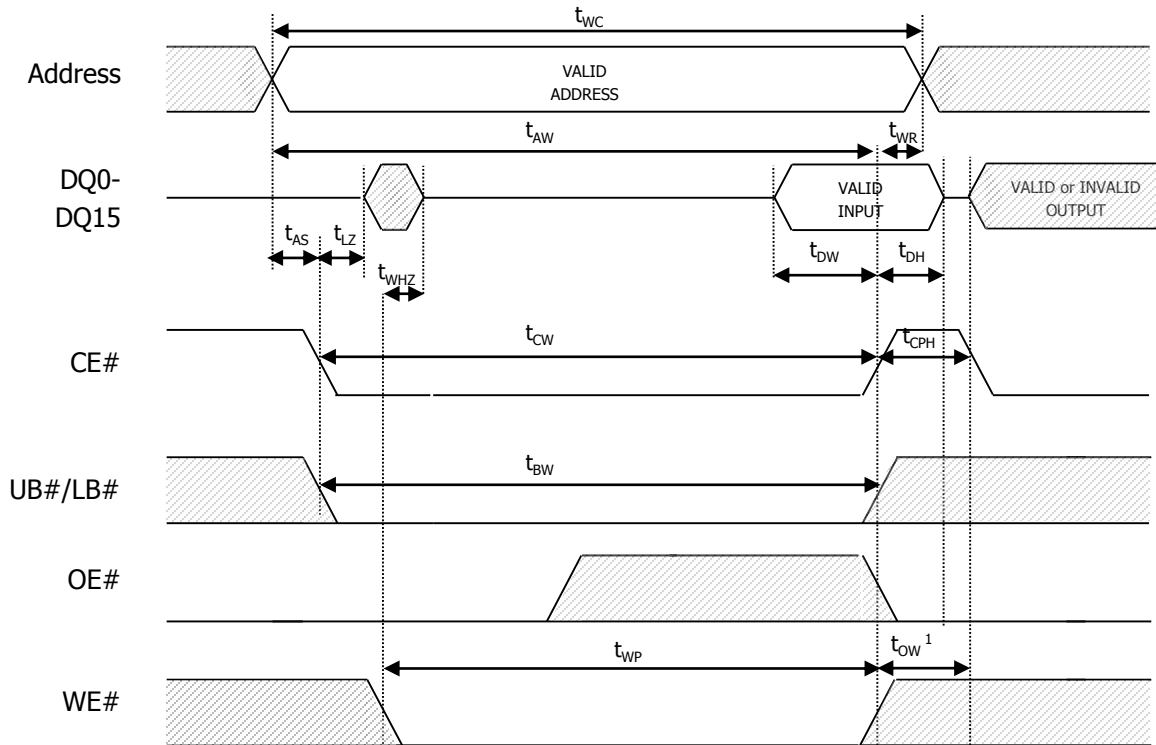 tWC
Address
VALID
ADDRESS
tAW
tWR
DQ0-
DQ15
VALID
INPUT
VALID or INVALID
OUTPUT
tAS
tLZ
tDW
tDH
tWHZ
CE#
tCW
tCPH
UB#/LB#
tBW
OE#
tWP
tOW 1
WE#